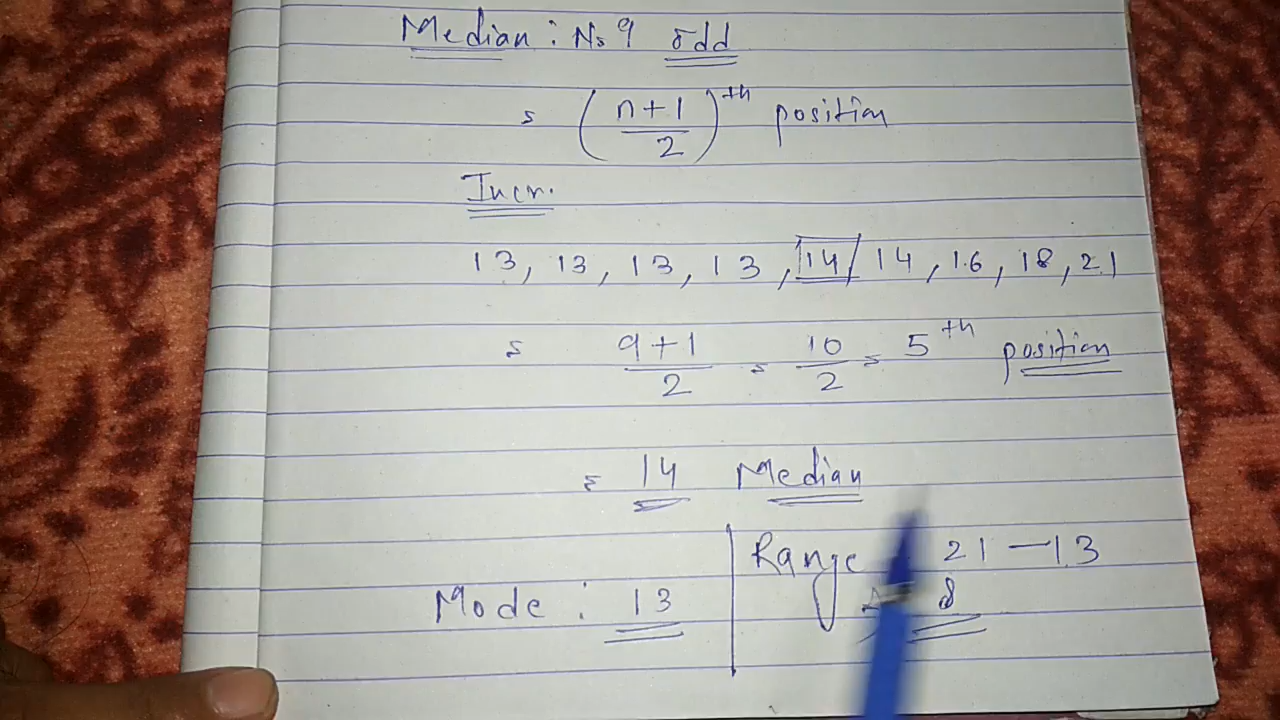 Median : No 9 odd
= (n+1/2)th position
Incr.
13, 13, 13, 13, 14, 14, 16, 18, 21
= 9+1/2 = 10/2 = 5th position
= 14 Median
Range 21 — 13
Mode : 13
= 8